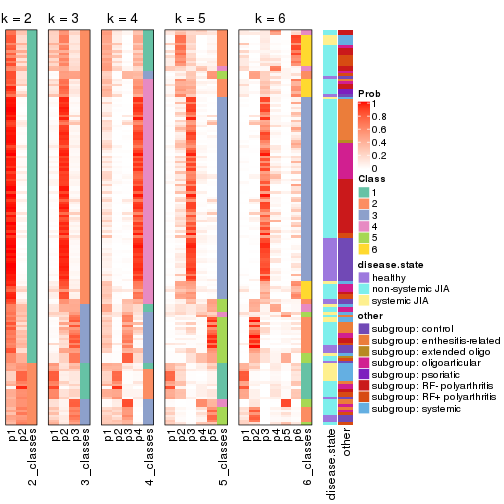 k = 2 k = 3 k = 4 k = 5 k = 6
Prob
1
0.8
0.6
0.4
0.2
0
Class
1
2
3
4
5
6
disease.state
healthy
non-systemic JIA
systemic JIA
other
subgroup: control
subgroup: enthesitis-related
subgroup: extended oligo
subgroup: oligoarticular
subgroup: psoriatic
subgroup: RF- polyarthritis
subgroup: RF+ polyarthritis
subgroup: systemic
p1 p2 2_classes p1 p2 p3 3_classes p1 p2 p3 p4 4_classes p1 p2 p3 p4 p5 5_classes p1 p2 p3 p4 p5 p6 6_classes disease.state other